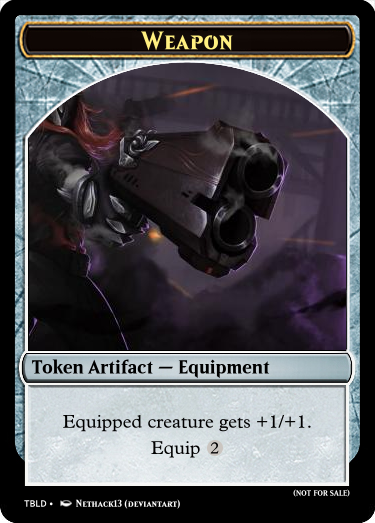 Weapon
Token Artifact — Equipment
Equipped creature gets +1/+1.
Equip 2
(NOT FOR SALE)
TBLD • Nethack13 (deviantart)